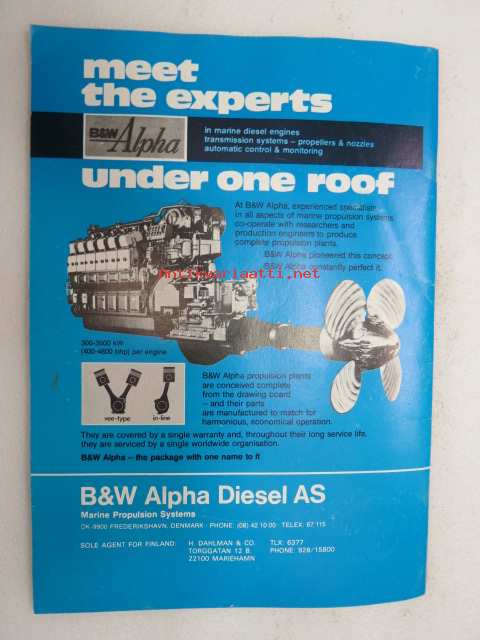 meet
the experts
B&W Alpha
in marine diesel engines
transmission systems – propellers & nozzles
automatic control & monitoring
under one roof
At B&W Alpha, experienced specialists
in all aspects of marine propulsion systems
co-operate with researchers and
production engineers to produce
complete propulsion plants.
B&W Alpha pioneered this concept.
B&W Alpha constantly perfect it.
Antikvariaatti.net
300-3500 kW
(400-4800 bhp) per engine
vee-type
in-line
B&W Alpha propulsion plants
are conceived complete
from the drawing board
– and their parts
are manufactured to match for
harmonious, economical operation.
They are covered by a single warranty and, throughout their long service life,
they are serviced by a single worldwide organisation.
B&W Alpha – the package with one name to it
B&W Alpha Diesel AS
Marine Propulsion Systems
DK-9900 FREDERIKSHAVN, DENMARK · PHONE: (08) 42 10 00 · TELEX: 67 115
SOLE AGENT FOR FINLAND: H. DAHLMAN & CO. TLX: 6377
TORGGATAN 12 B. PHONE 928/15800
22100 MARIEHAMN